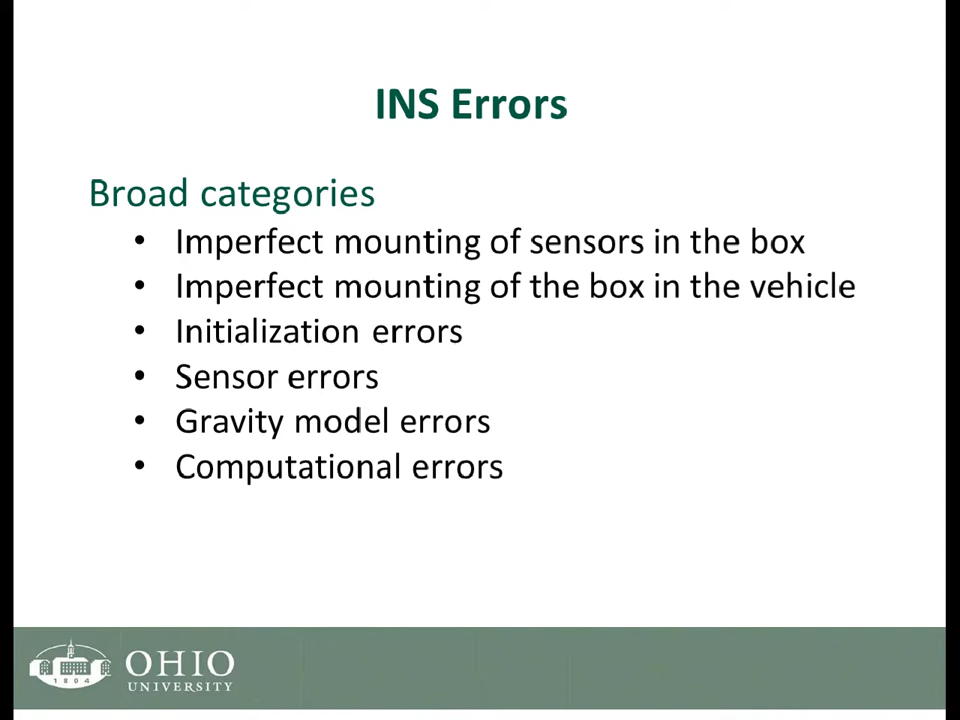 INS Errors
Broad categories
• Imperfect mounting of sensors in the box
• Imperfect mounting of the box in the vehicle
• Initialization errors
• Sensor errors
• Gravity model errors
• Computational errors
1804
OHIO
UNIVERSITY